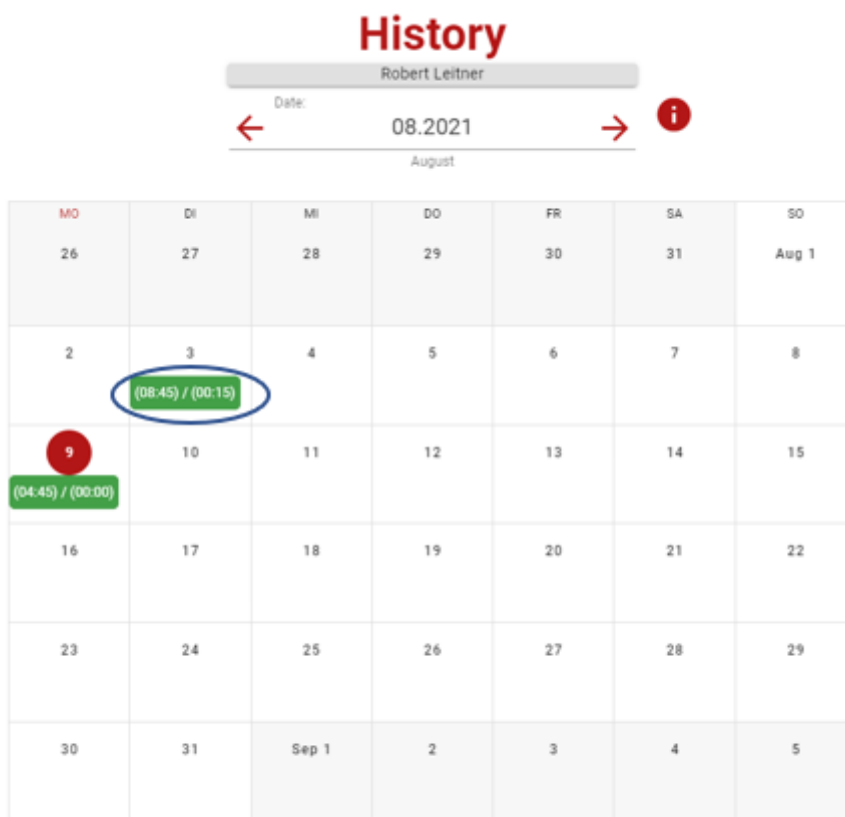 History
Robert Leitner
Date:
08.2021
August
MO DI MI DO FR SA SO
26 27 28 29 30 31 Aug 1
2 3 4 5 6 7 8
(08:45) / (00:15)
9 10 11 12 13 14 15
(04:45) / (00:00)
16 17 18 19 20 21 22
23 24 25 26 27 28 29
30 31 Sep 1 2 3 4 5